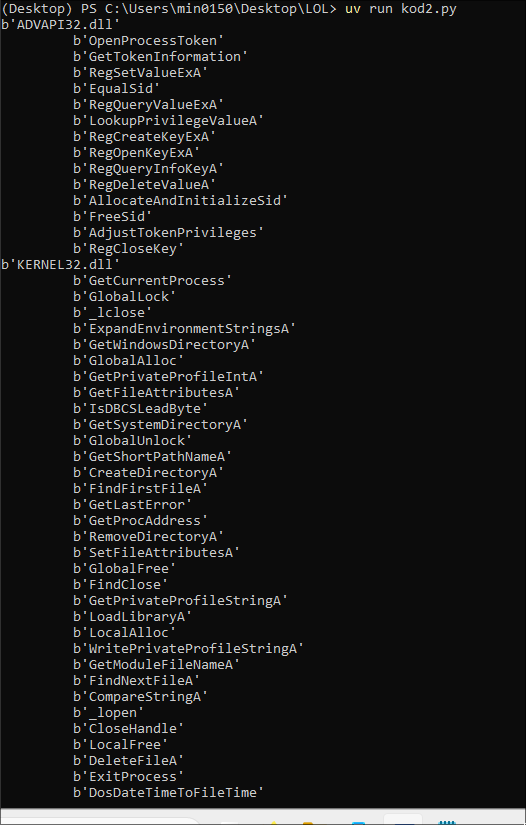 (Desktop) PS C:\Users\min0150\Desktop\LOL> uv run kod2.py
b'ADVAPI32.dll'
b'OpenProcessToken'
b'GetTokenInformation'
b'RegSetValueExA'
b'EqualSid'
b'RegQueryValueExA'
b'LookupPrivilegeValueA'
b'RegCreateKeyExA'
b'RegOpenKeyExA'
b'RegQueryInfoKeyA'
b'RegDeleteValueA'
b'AllocateAndInitializeSid'
b'FreeSid'
b'AdjustTokenPrivileges'
b'RegCloseKey'
b'KERNEL32.dll'
b'GetCurrentProcess'
b'GlobalLock'
b'_lclose'
b'ExpandEnvironmentStringsA'
b'GetWindowsDirectoryA'
b'GlobalAlloc'
b'GetPrivateProfileIntA'
b'GetFileAttributesA'
b'IsDBCSLeadByte'
b'GetSystemDirectoryA'
b'GlobalUnlock'
b'GetShortPathNameA'
b'CreateDirectoryA'
b'FindFirstFileA'
b'GetLastError'
b'GetProcAddress'
b'RemoveDirectoryA'
b'SetFileAttributesA'
b'GlobalFree'
b'FindClose'
b'GetPrivateProfileStringA'
b'LoadLibraryA'
b'LocalAlloc'
b'WritePrivateProfileStringA'
b'GetModuleFileNameA'
b'FindNextFileA'
b'CompareStringA'
b'_lopen'
b'CloseHandle'
b'LocalFree'
b'DeleteFileA'
b'ExitProcess'
b'DosDateTimeToFileTime'